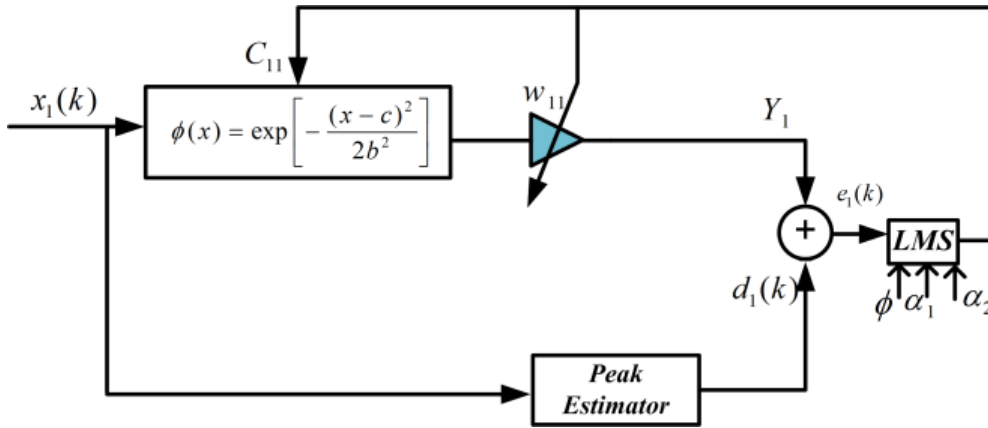 C₁₁
x₁(k)
ϕ(x) = exp[ - (x - c)² / 2b² ]
w₁₁
Y₁
e₁(k)
+
LMS
d₁(k)
ϕ α₁ α₂
Peak
Estimator